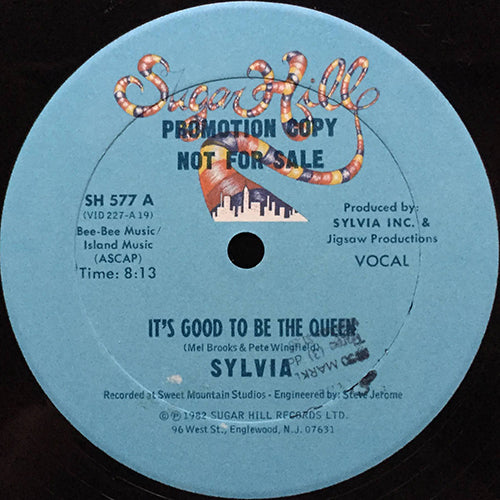 Sugar Hill
PROMOTION COPY
NOT FOR SALE
SH 577 A
(VID 227-A 19)
Bee-Bee Music/
Island Music
(ASCAP)
Time: 8:13
Produced by:
SYLVIA INC. &
Jigsaw Productions
VOCAL
IT'S GOOD TO BE THE QUEEN
(Mel Brooks & Pete Wingfield)
SYLVIA
Recorded at Sweet Mountain Studios - Engineered by: Steve Jerome
©℗ 1982 SUGAR HILL RECORDS LTD.
96 West St., Englewood, N.J. 07631